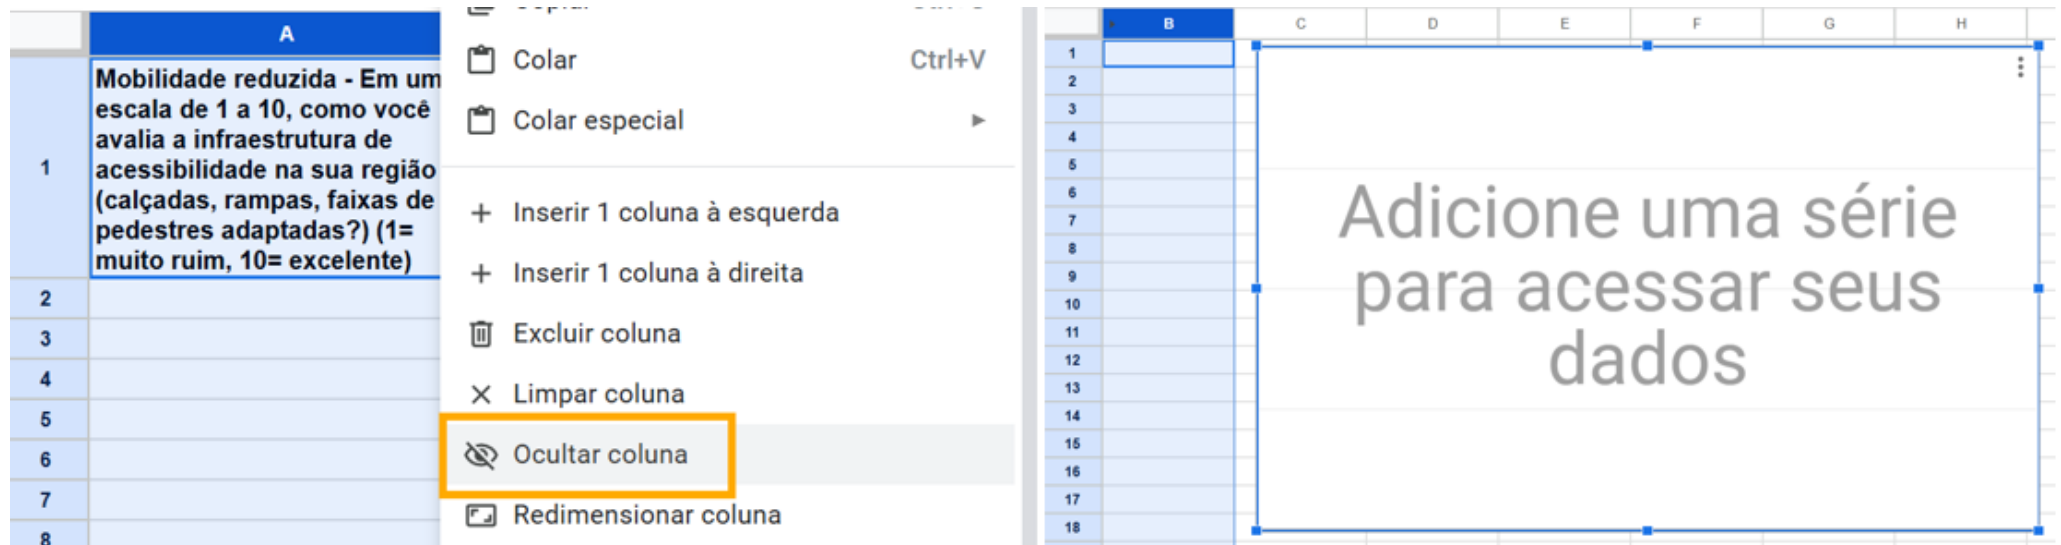 A
1
Mobilidade reduzida - Em um
escala de 1 a 10, como você
avalia a infraestrutura de
acessibilidade na sua região
(calçadas, rampas, faixas de
pedestres adaptadas?) (1=
muito ruim, 10= excelente)
2
3
4
5
6
7
8
Colar Ctrl+V
Colar especial
Inserir 1 coluna à esquerda
Inserir 1 coluna à direita
Excluir coluna
Limpar coluna
Ocultar coluna
Redimensionar coluna
B C D E F G H
1
2
3
4
5
6
7
8
9
10
11
12
13
14
15
16
17
18
Adicione uma série
para acessar seus
dados